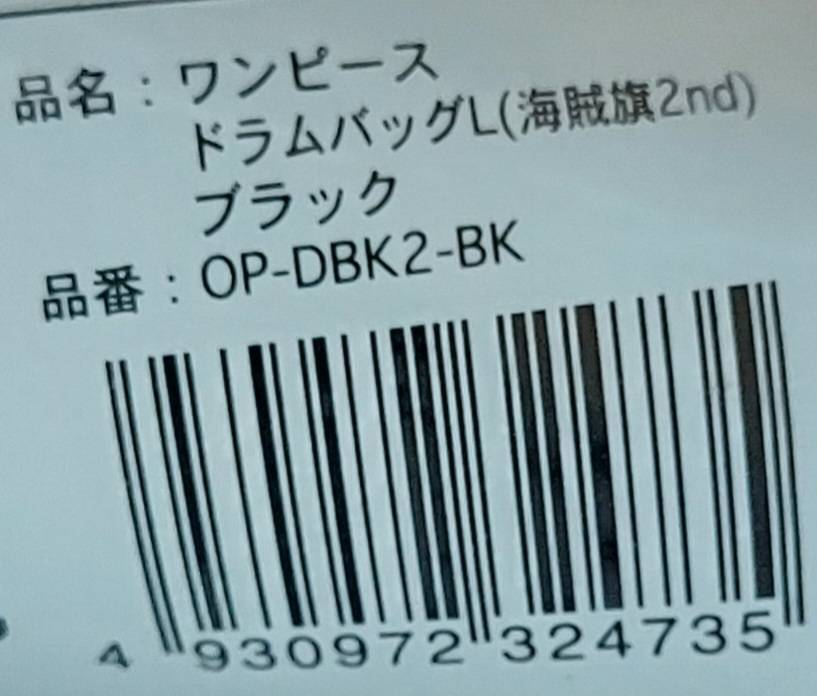 品名：ワンピース
ドラムバッグL(海賊旗2nd)
ブラック
品番：OP-DBK2-BK
4 930972 324735